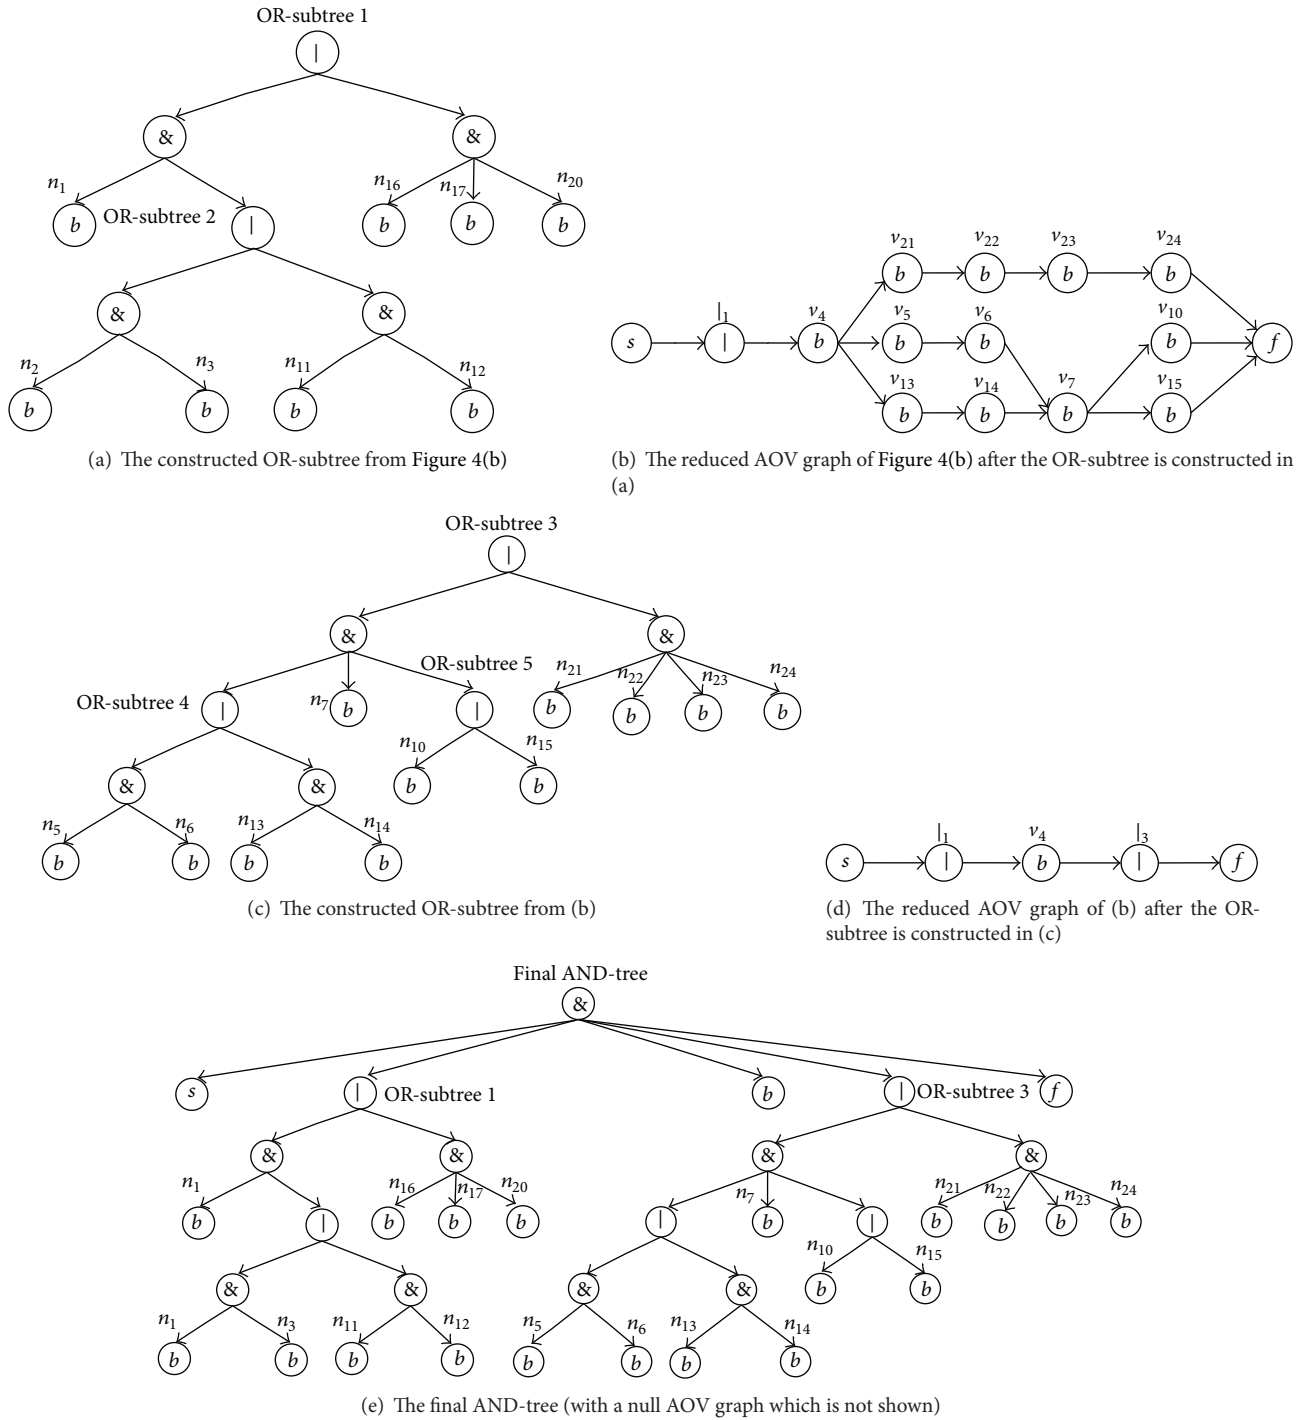 OR-subtree 1
|
& &
n1 n16 n17 n20
b OR-subtree 2 | b b b
& &
n2 n3 n11 n12
b b b b
(a) The constructed OR-subtree from Figure 4(b)
v21 v22 v23 v24
b b b b
|1 v4 v5 v6 v10
s | b b b b f
v13 v14 v7 v15
b b b b
(b) The reduced AOV graph of Figure 4(b) after the OR-subtree is constructed in
(a)
OR-subtree 3
|
& &
OR-subtree 5 n21 n22 n23 n24
OR-subtree 4 | n7 b | b b b b
n10 n15
& & b b
n5 n6 n13 n14
b b b b
(c) The constructed OR-subtree from (b)
|1 v4 |3
s | b | f
(d) The reduced AOV graph of (b) after the OR-
subtree is constructed in (c)
Final AND-tree
&
s | OR-subtree 1 b | OR-subtree 3 f
& & & &
n1 n16 n17 n20 n7 n21 n22 n23 n24
b | b b b | b | b b b b
n10 n15
& & & & b b
n1 n3 n11 n12 n5 n6 n13 n14
b b b b b b b b
(e) The final AND-tree (with a null AOV graph which is not shown)